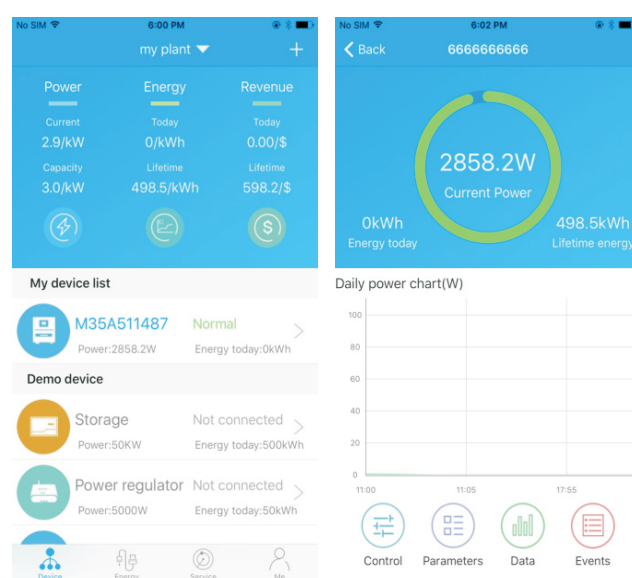 No SIM 6:00 PM
my plant
Power Energy Revenue
Current Today Today
2.9/kW 0/kWh 0.00/$
Capacity Lifetime Lifetime
3.0/kW 498.5/kWh 598.2/$
$
My device list
M35A511487 Normal
Power:2858.2W Energy today:0kWh
Demo device
Storage Not connected
Power:50KW Energy today:500kWh
Power regulator Not connected
Power:5000W Energy today:50kWh
Device Energy Service Me
No SIM 6:02 PM
Back 6666666666
2858.2W
Current Power
0kWh 498.5kWh
Energy today Lifetime energy
Daily power chart(W)
100
80
60
40
20
0
11:00 11:05 17:55
Control Parameters Data Events